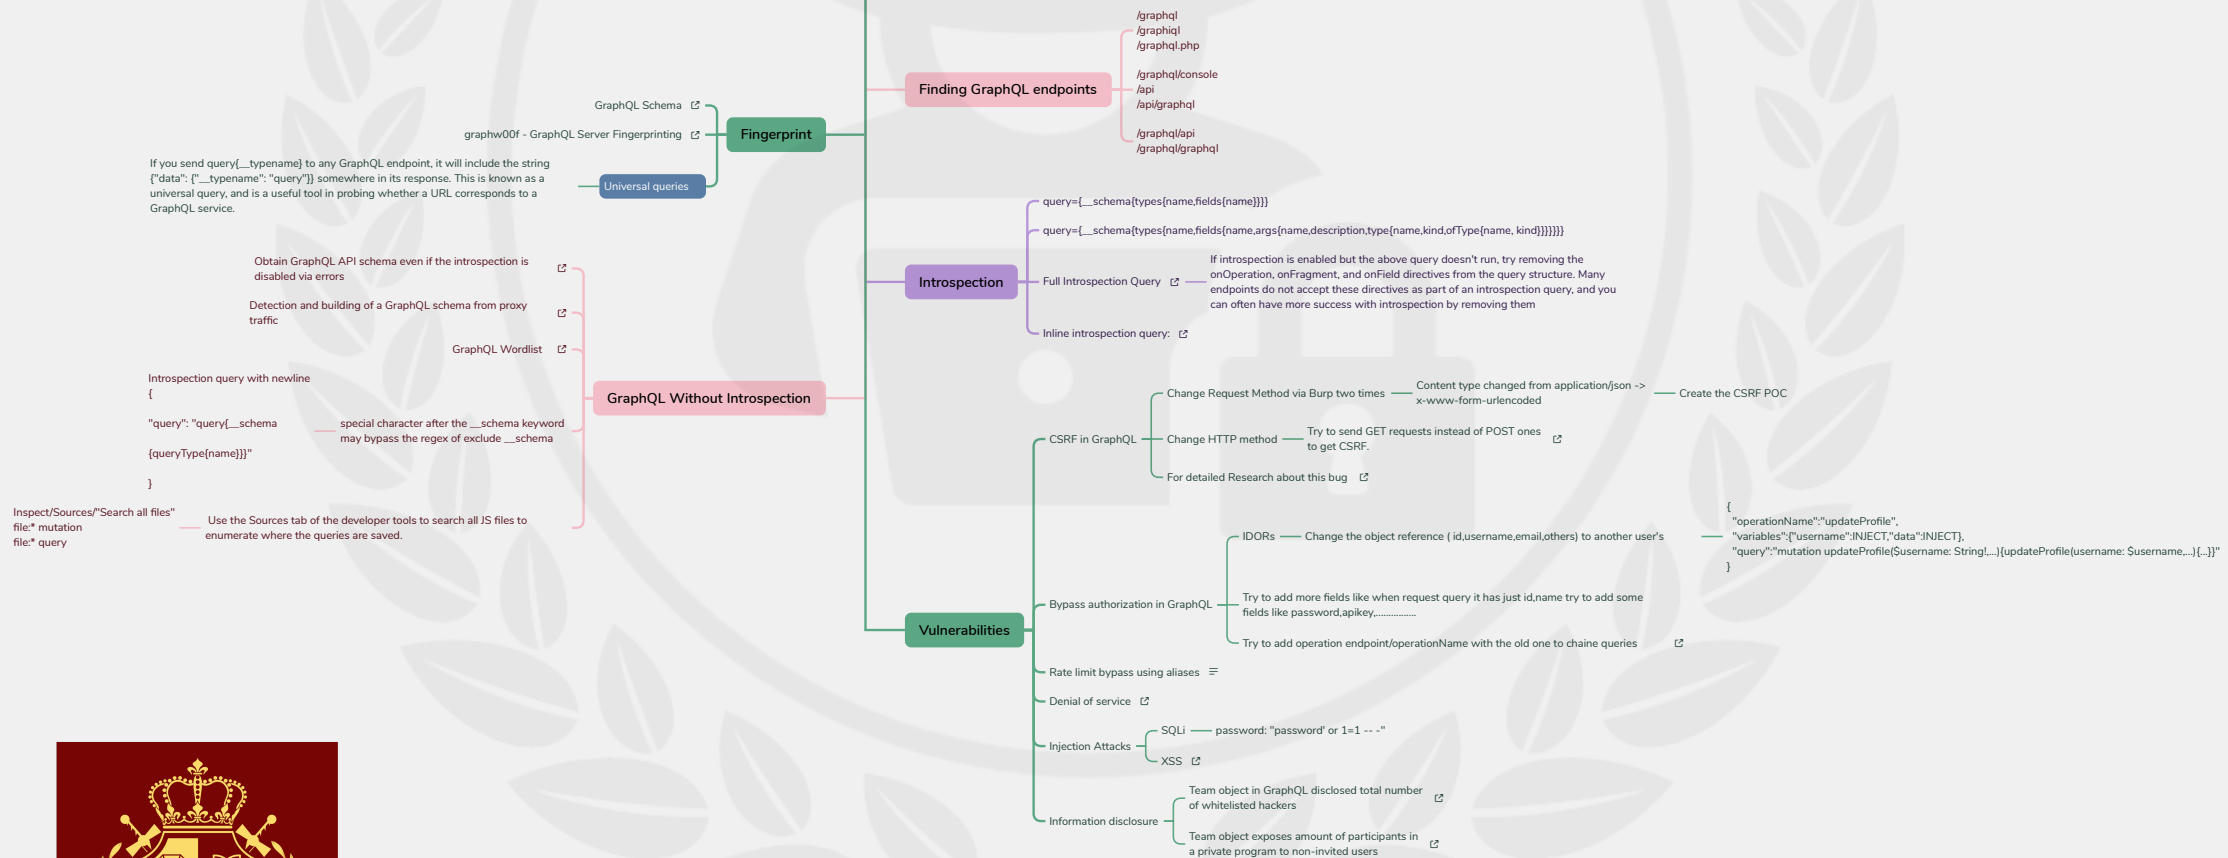 /graphql
/graphiql
/graphql.php
/graphql/console
/api
/api/graphql
/graphql/api
/graphql/graphql
Finding GraphQL endpoints
GraphQL Schema
graphw00f - GraphQL Server Fingerprinting
Fingerprint
If you send query{__typename} to any GraphQL endpoint, it will include the string
{"data": {"__typename": "query"}} somewhere in its response. This is known as a
universal query, and is a useful tool in probing whether a URL corresponds to a
GraphQL service.
Universal queries
query={__schema{types{name,fields{name}}}}
query={__schema{types{name,fields{name,args{name,description,type{name,kind,ofType{name, kind}}}}}}}
Introspection
Full Introspection Query
If introspection is enabled but the above query doesn't run, try removing the
onOperation, onFragment, and onField directives from the query structure. Many
endpoints do not accept these directives as part of an introspection query, and you
can often have more success with introspection by removing them
Inline introspection query:
Obtain GraphQL API schema even if the introspection is
disabled via errors
Detection and building of a GraphQL schema from proxy
traffic
GraphQL Wordlist
GraphQL Without Introspection
Introspection query with newline
{
"query": "query{__schema
{queryType{name}}}"
}
special character after the __schema keyword
may bypass the regex of exclude __schema
Inspect/Sources/"Search all files"
file:* mutation
file:* query
Use the Sources tab of the developer tools to search all JS files to
enumerate where the queries are saved.
CSRF in GraphQL
Change Request Method via Burp two times
Content type changed from application/json ->
x-www-form-urlencoded
Create the CSRF POC
Change HTTP method
Try to send GET requests instead of POST ones
to get CSRF.
For detailed Research about this bug
Vulnerabilities
Bypass authorization in GraphQL
IDORs
Change the object reference ( id,username,email,others) to another user's
{
"operationName":"updateProfile",
"variables":{"username":INJECT,"data":INJECT},
"query":"mutation updateProfile($username: String!,...){updateProfile(username: $username,...){...}}"
}
Try to add more fields like when request query it has just id,name try to add some
fields like password,apikey,................
Try to add operation endpoint/operationName with the old one to chaine queries
Rate limit bypass using aliases
Denial of service
Injection Attacks
SQLi
password: "password' or 1=1 -- -"
XSS
Information disclosure
Team object in GraphQL disclosed total number
of whitelisted hackers
Team object exposes amount of participants in
a private program to non-invited users